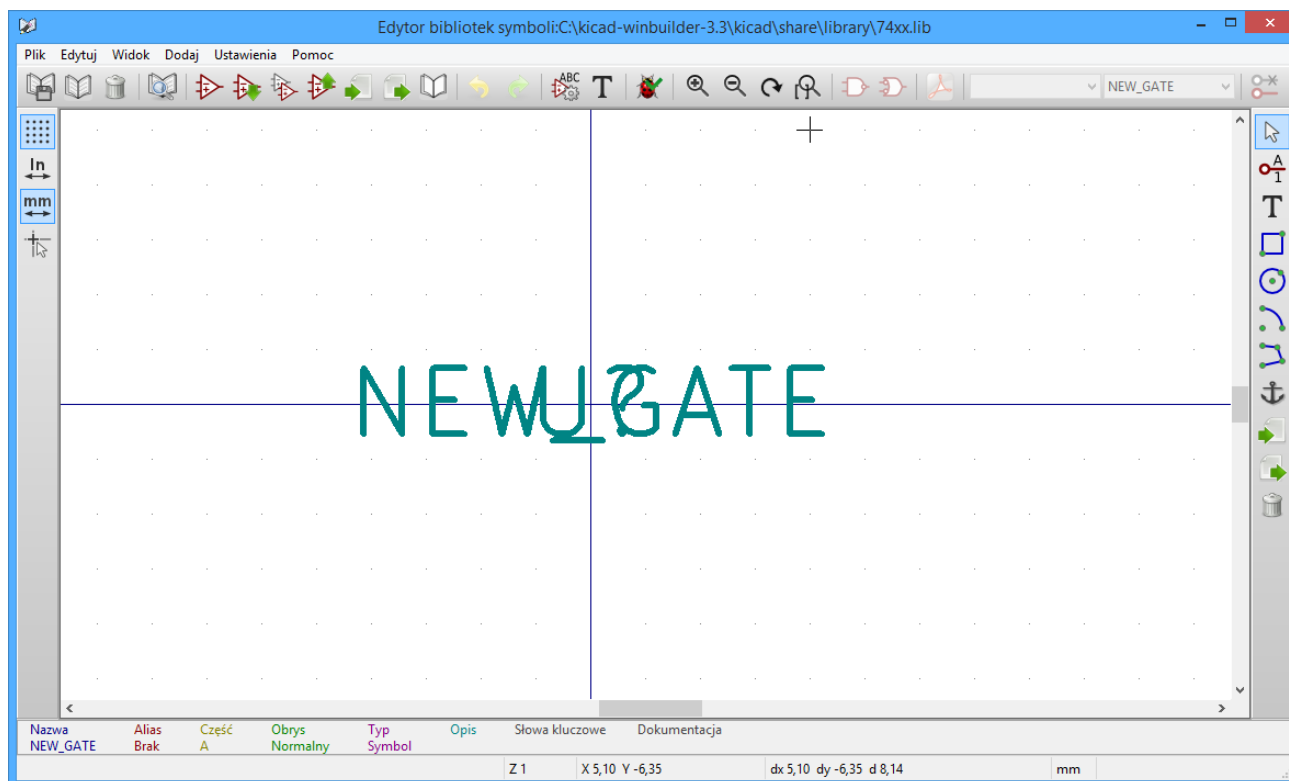 Edytor bibliotek symboli:C:\kicad-winbuilder-3.3\kicad\share\library\74xx.lib
Plik Edytuj Widok Dodaj Ustawienia Pomoc
ABC T NEW_GATE
In
mm
A
1
T
NEW_GATE
U?
Nazwa Alias Część Obrys Typ Opis Słowa kluczowe Dokumentacja
NEW_GATE Brak A Normalny Symbol
Z 1 X 5,10 Y -6,35 dx 5,10 dy -6,35 d 8,14 mm